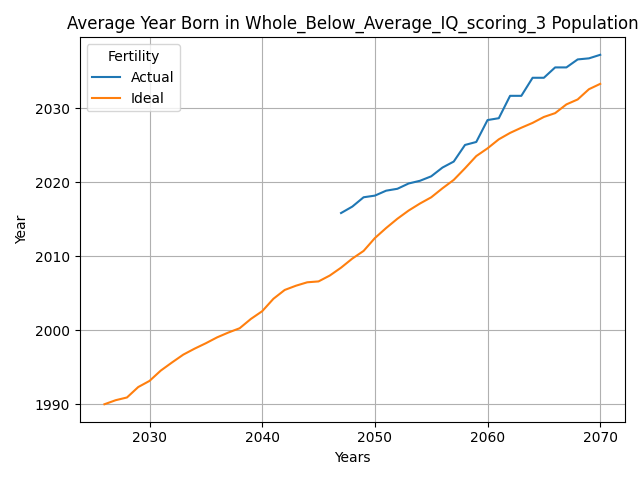 Average Year Born in Whole_Below_Average_IQ_scoring_3 Population
Fertility
Actual
Ideal
Year
2030
2020
2010
2000
1990
2030 2040 2050 2060 2070
Years